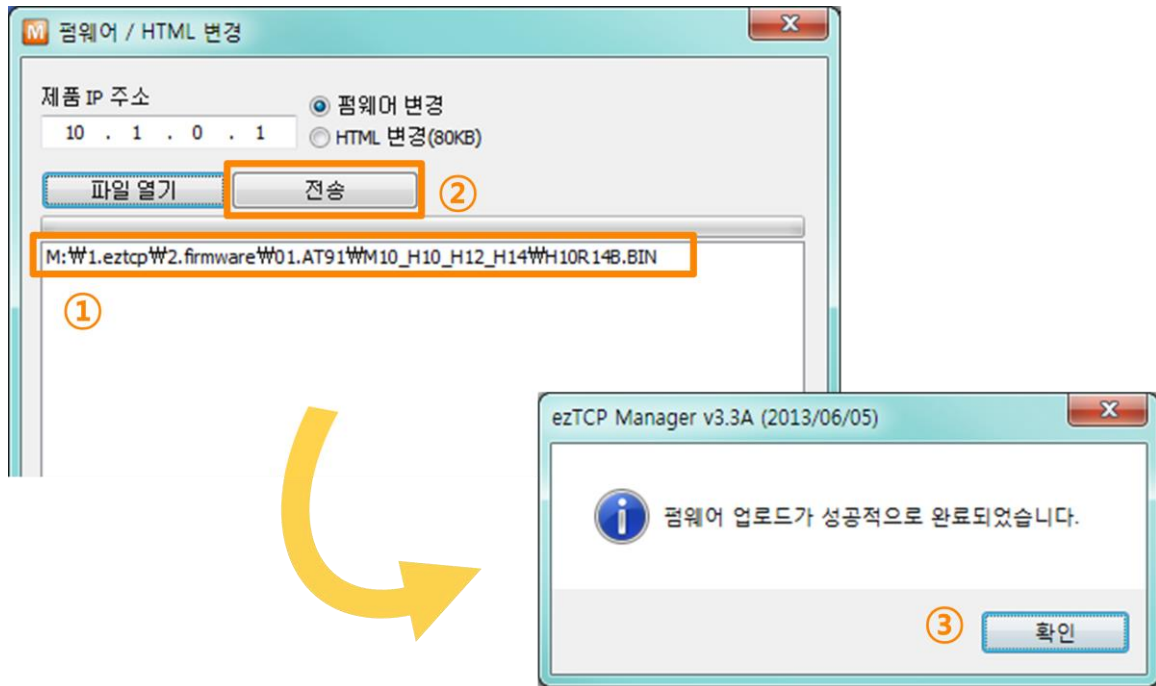 M 펌웨어 / HTML 변경
제품 IP 주소
펌웨어 변경
10 . 1 . 0 . 1
HTML 변경(80KB)
파일 열기
전송
②
M:₩1.eztcp₩2.firmware₩01.AT91₩M10_H10_H12_H14₩H10R14B.BIN
①
ezTCP Manager v3.3A (2013/06/05)
펌웨어 업로드가 성공적으로 완료되었습니다.
③
확인